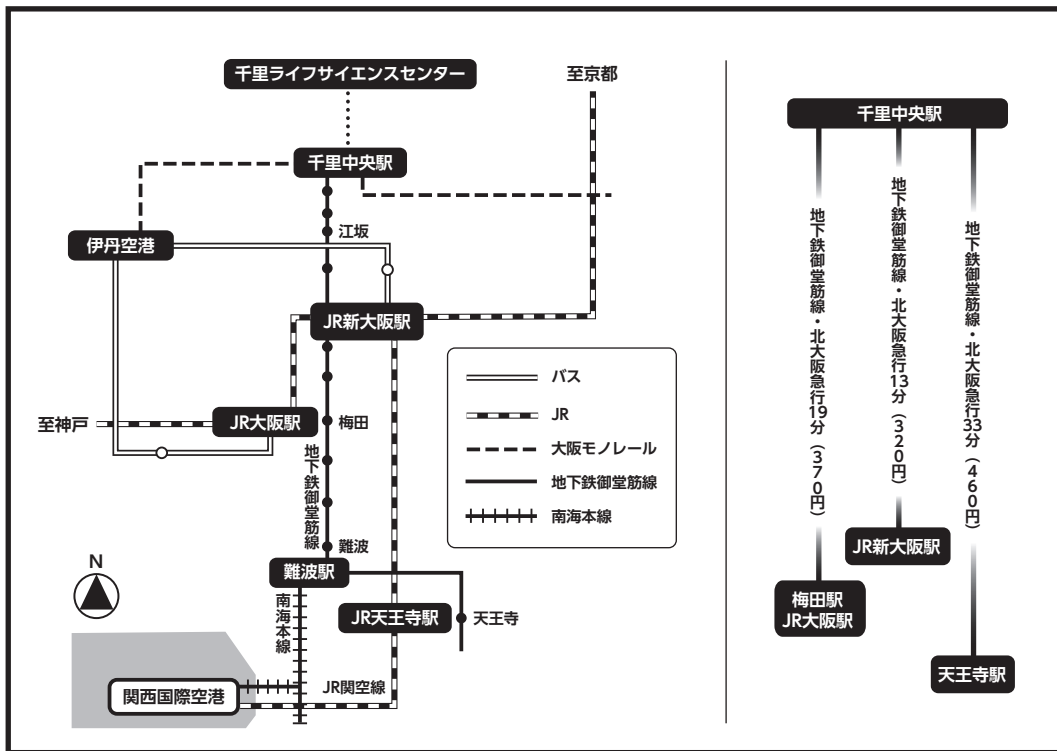 千里ライフサイエンスセンター
至京都
千里中央駅
江坂
伊丹空港
JR新大阪駅
至神戸
JR大阪駅
梅田
地下鉄御堂筋線
難波
難波駅
南海本線
JR天王寺駅
天王寺
関西国際空港
JR関空線
N
バス
JR
大阪モノレール
地下鉄御堂筋線
南海本線
千里中央駅
地下鉄御堂筋線・北大阪急行19分（370円）
梅田駅
JR大阪駅
地下鉄御堂筋線・北大阪急行13分（320円）
JR新大阪駅
地下鉄御堂筋線・北大阪急行33分（460円）
天王寺駅